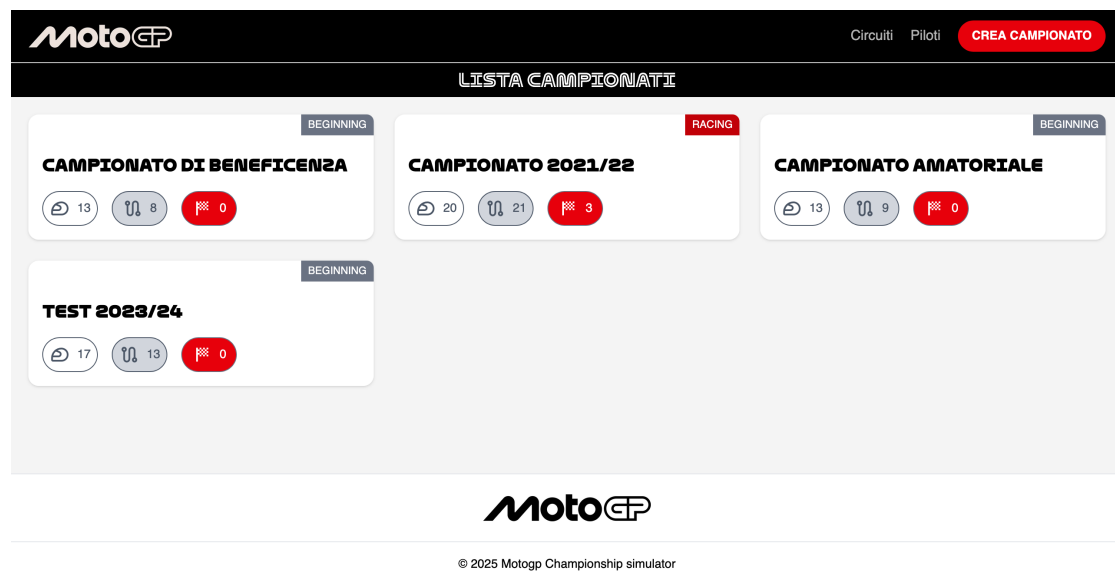 MotoGP
Circuiti Piloti CREA CAMPIONATO
LISTA CAMPIONATI
BEGINNING
CAMPIONATO DI BENEFICENZA
13 8 0
RACING
CAMPIONATO 2021/22
20 21 3
BEGINNING
CAMPIONATO AMATORIALE
13 9 0
BEGINNING
TEST 2023/24
17 13 0
MotoGP
© 2025 Motogp Championship simulator